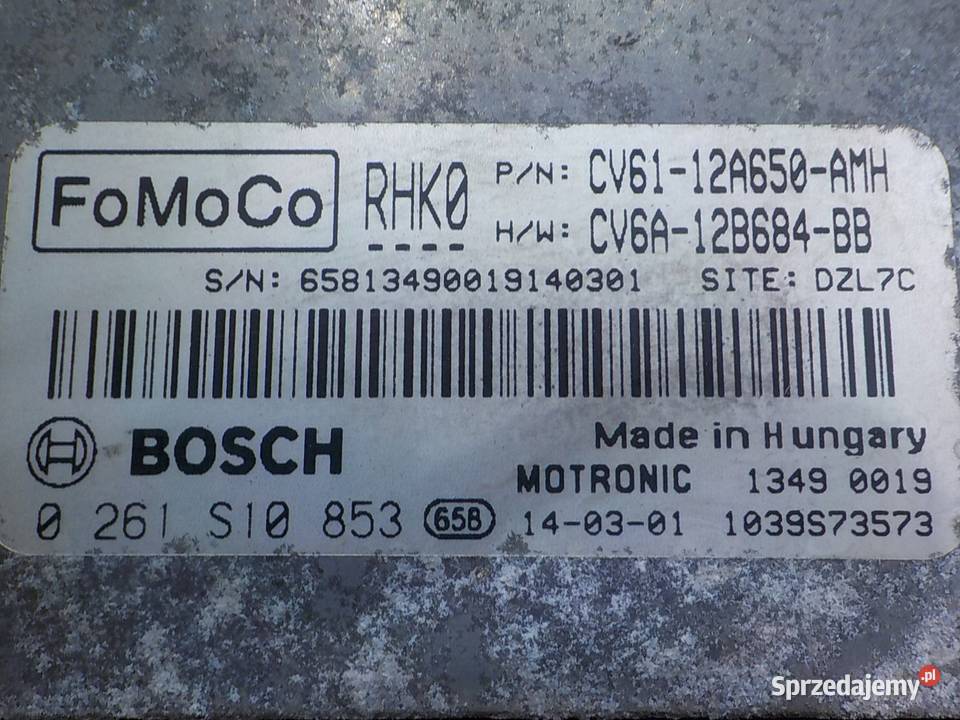 FoMoCo RHK0 P/N: CV61-12A650-AMH
H/W: CV6A-12B684-BB
S/N: 65813490019140301 SITE: DZL7C
BOSCH Made in Hungary
MOTRONIC 1349 0019
0 261 S10 853 658 14-03-01 1039S73573
Sprzedajemy.pl